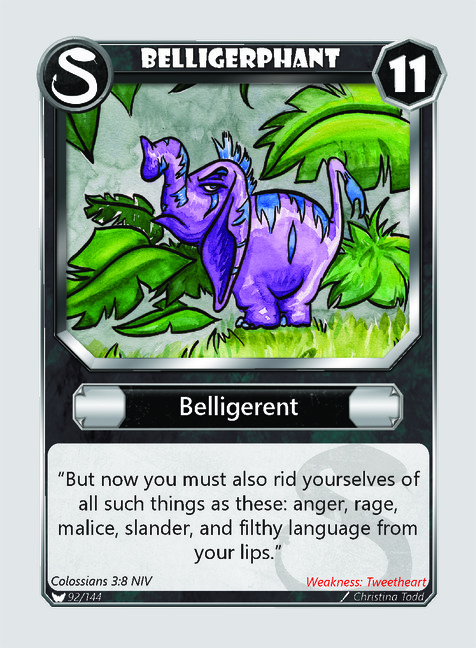 S
BELLIGERPHANT
11
Belligerent
“But now you must also rid yourselves of
all such things as these: anger, rage,
malice, slander, and filthy language from
your lips.”
Colossians 3:8 NIV
Weakness: Tweetheart
92/144
Christina Todd